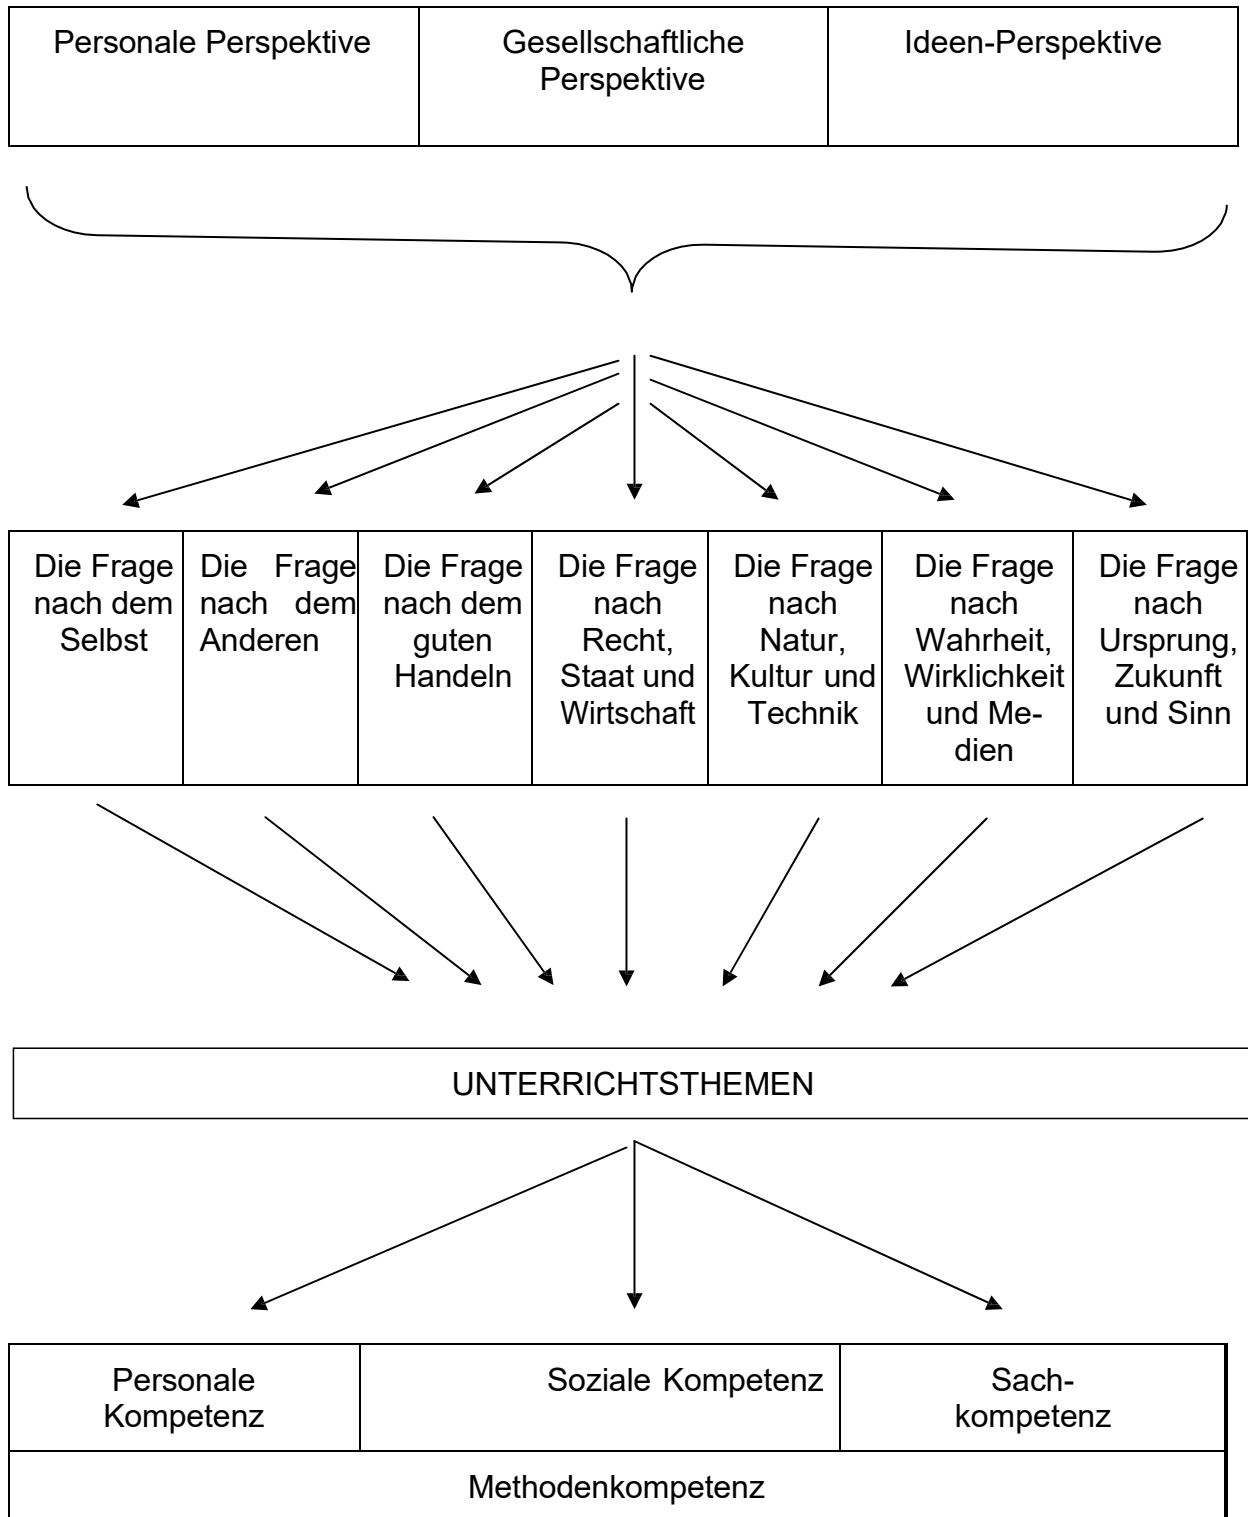 Personale Perspektive
Gesellschaftliche
Perspektive
Ideen-Perspektive
Die Frage
nach dem
Selbst
Die Frage
nach dem
Anderen
Die Frage
nach dem
guten
Handeln
Die Frage
nach
Recht,
Staat und
Wirtschaft
Die Frage
nach
Natur,
Kultur und
Technik
Die Frage
nach
Wahrheit,
Wirklichkeit
und Me-
dien
Die Frage
nach
Ursprung,
Zukunft
und Sinn
UNTERRICHTSTHEMEN
Personale
Kompetenz
Soziale Kompetenz
Sach-
kompetenz
Methodenkompetenz